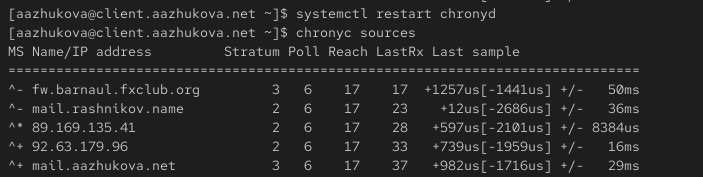 [aazhukova@client.aazhukova.net ~]$ systemctl restart chronyd
[aazhukova@client.aazhukova.net ~]$ chronyc sources
MS Name/IP address         Stratum Poll Reach LastRx Last sample
===============================================================================
^- fw.barnaul.fxclub.org         3   6    17    17  +1257us[-1441us] +/-   50ms
^- mail.rashnikov.name           2   6    17    23    +12us[-2686us] +/-   36ms
^* 89.169.135.41                 2   6    17    28   +597us[-2101us] +/- 8384us
^+ 92.63.179.96                  2   6    17    33   +739us[-1959us] +/-   16ms
^+ mail.aazhukova.net            3   6    17    37   +982us[-1716us] +/-   29ms